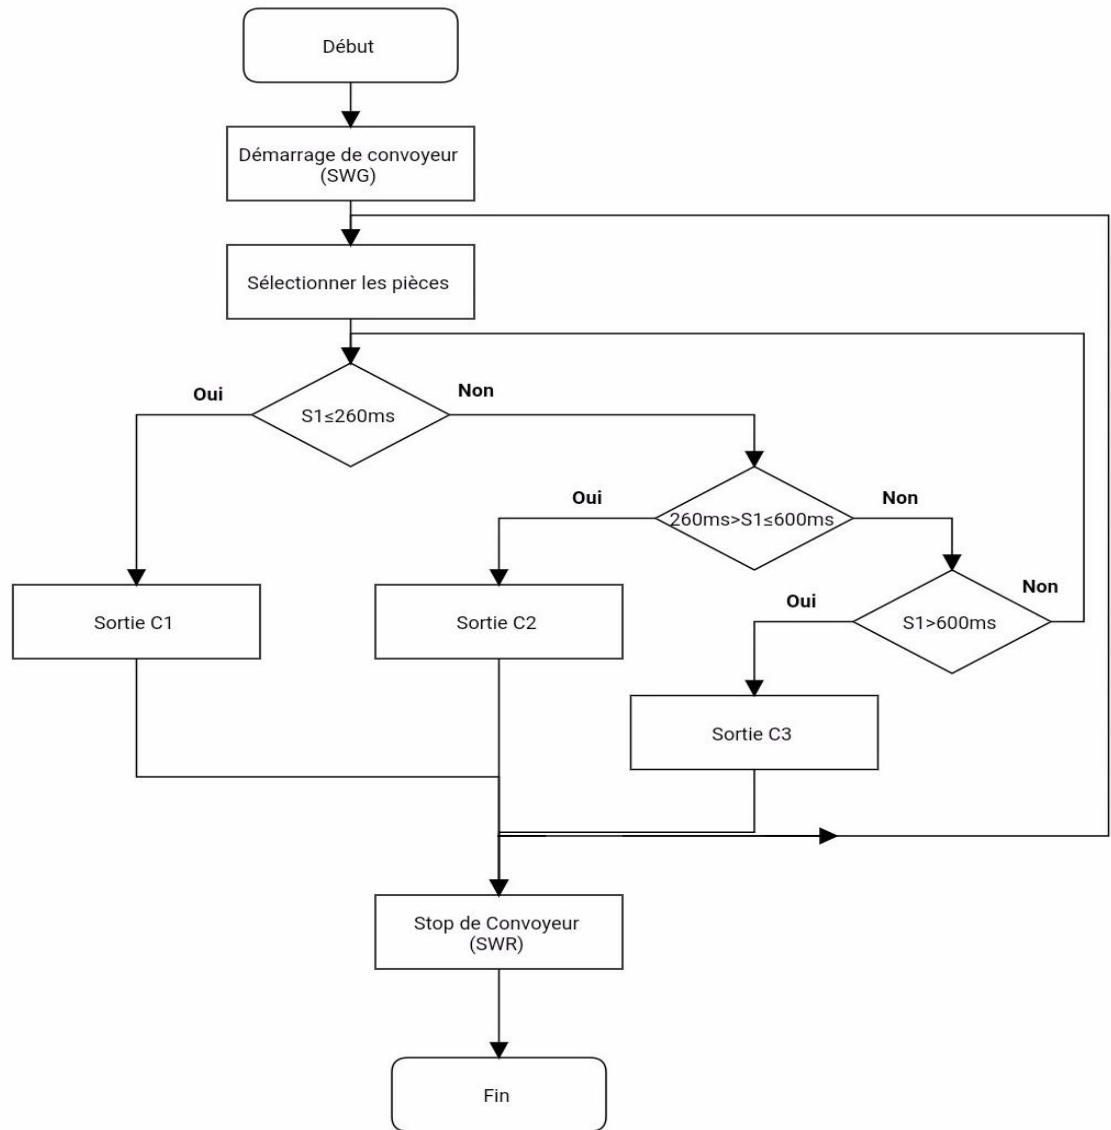 Début
Démarrage de convoyeur
(SWG)
Sélectionner les pièces
Oui
Non
S1≤260ms
Oui
Non
260ms>S1≤600ms
Oui
Non
S1>600ms
Sortie C1
Sortie C2
Sortie C3
Stop de Convoyeur
(SWR)
Fin